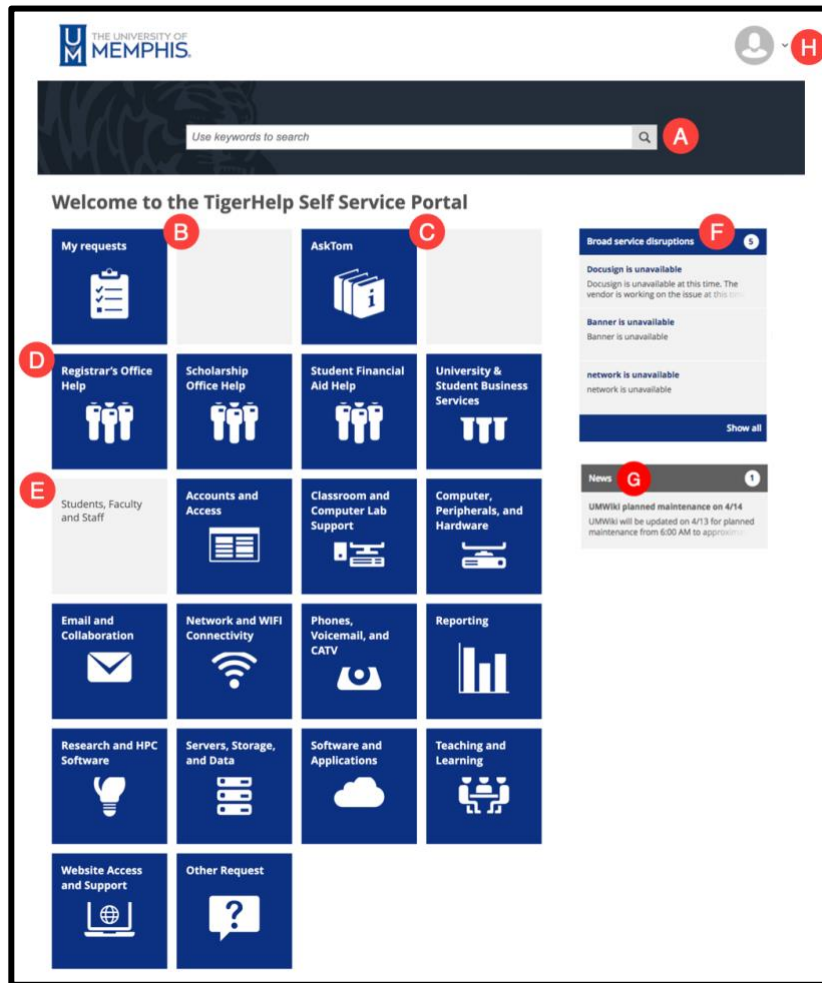 UM
THE UNIVERSITY OF
MEMPHIS.
H
Use keywords to search
A
Welcome to the TigerHelp Self Service Portal
My requests
B
AskTom
i
C
D
Registrar's Office
Help
Scholarship
Office Help
Student Financial
Aid Help
University &
Student Business
Services
E
Students, Faculty
and Staff
Accounts and
Access
Classroom and
Computer Lab
Support
Computer,
Peripherals, and
Hardware
Email and
Collaboration
Network and WIFI
Connectivity
Phones,
Voicemail, and
CATV
Reporting
Research and HPC
Software
Servers, Storage,
and Data
Software and
Applications
Teaching and
Learning
Website Access
and Support
Other Request
?
Broad service disruptions
F
5
Docusign is unavailable
Docusign is unavailable at this time. The
vendor is working on the issue at this time
Banner is unavailable
Banner is unavailable
network is unavailable
network is unavailable
Show all
News
G
1
UMWiki planned maintenance on 4/14
UMWiki will be updated on 4/13 for planned
maintenance from 6:00 AM to